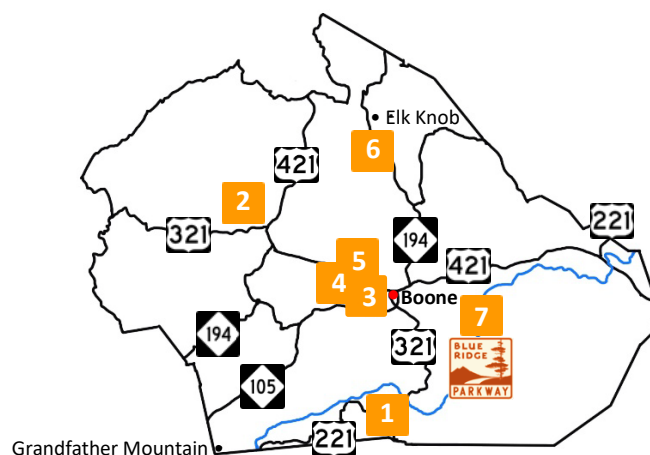 Elk Knob
6
421
2
221
321
194
5
421
4
3
Boone
7
194
321
BLUE
RIDGE
PARKWAY
105
1
221
Grandfather Mountain